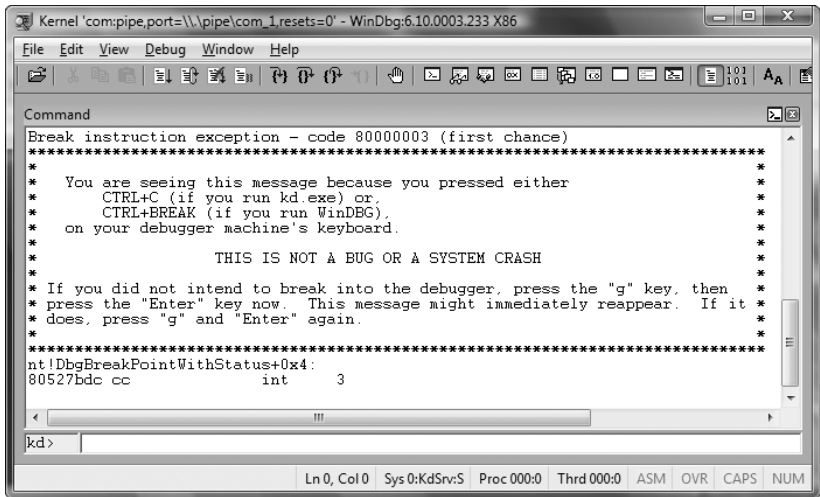 Kernel 'com:pipe,port=\\.\pipe\com_1,resets=0' - WinDbg:6.10.0003.233 X86
File Edit View Debug Window Help
Command
Break instruction exception - code 80000003 (first chance)
*******************************************************************************
*                                                                             *
*   You are seeing this message because you pressed either                    *
*       CTRL+C (if you run kd.exe) or,                                        *
*       CTRL+BREAK (if you run WinDBG),                                       *
*   on your debugger machine's keyboard.                                      *
*                                                                             *
*                   THIS IS NOT A BUG OR A SYSTEM CRASH                       *
*                                                                             *
* If you did not intend to break into the debugger, press the "g" key, then   *
* press the "Enter" key now.  This message might immediately reappear.  If it *
* does, press "g" and "Enter" again.                                          *
*                                                                             *
*******************************************************************************
nt!DbgBreakPointWithStatus+0x4:
80527bdc cc              int     3
kd>
Ln 0, Col 0 Sys 0:KdSrv:S Proc 000:0 Thrd 000:0 ASM OVR CAPS NUM